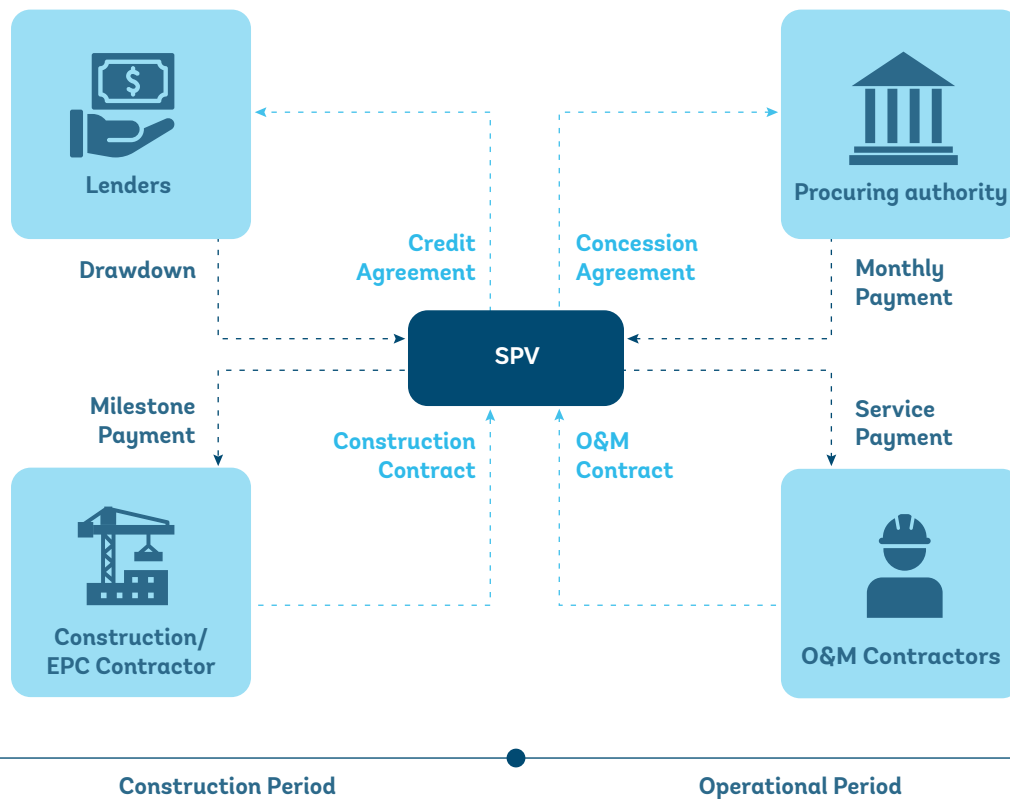 $
Lenders
Procuring authority
Drawdown
Credit
Agreement
Concession
Agreement
Monthly
Payment
SPV
Milestone
Payment
Construction
Contract
O&M
Contract
Service
Payment
Construction/
EPC Contractor
O&M Contractors
Construction Period
Operational Period